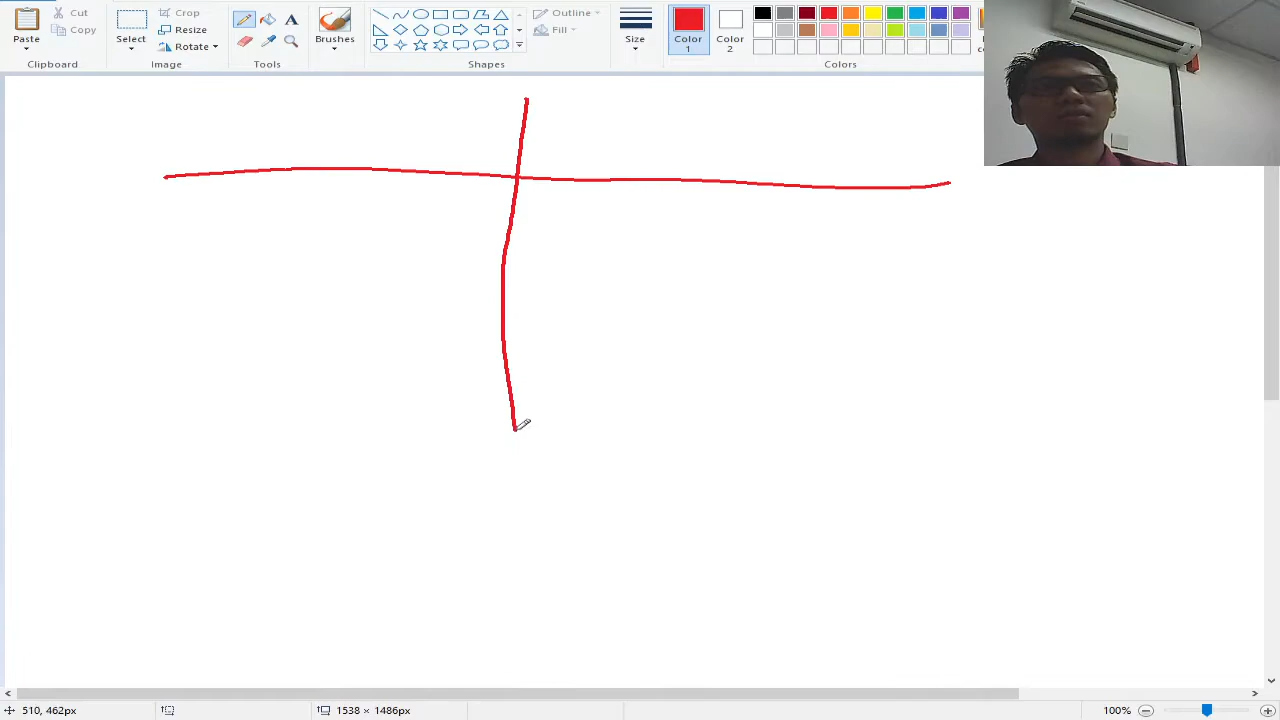 Paste
Cut
Copy
Clipboard
Select
Crop
Resize
Rotate
Image
A
Tools
Brushes
Shapes
Outline
Fill
Size
Color 1
Color 2
Colors
510, 462px
1538 × 1486px
100%